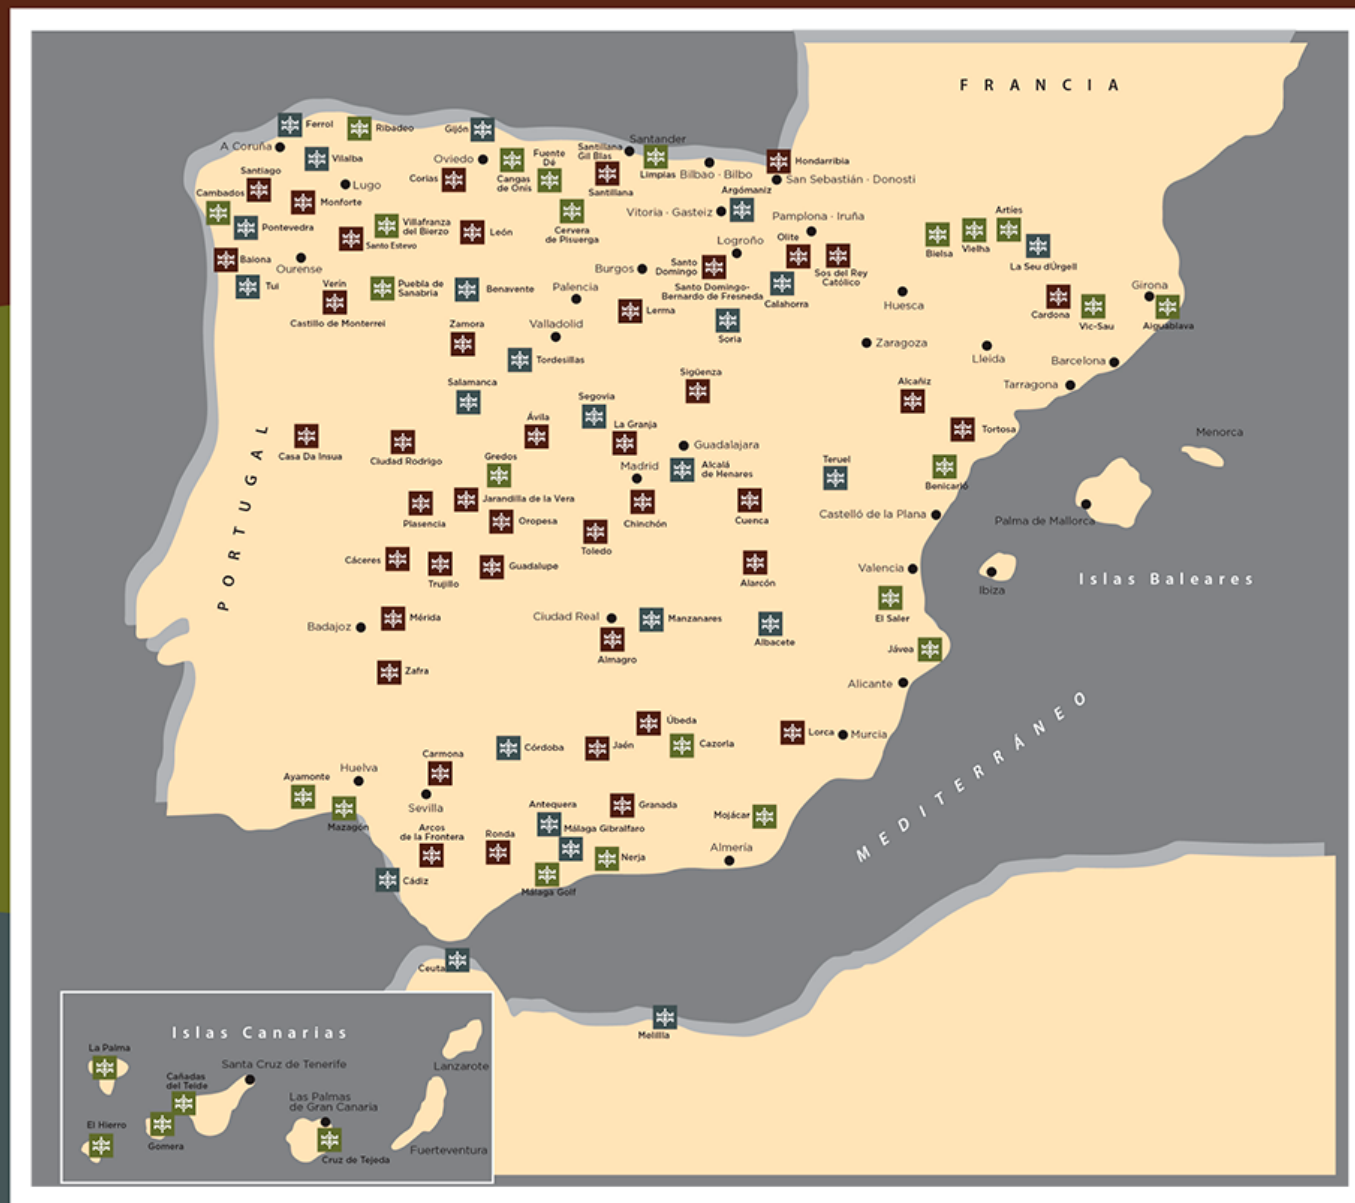 F R A N C I A
Ferrol
Ribadeo
Gijón
A Coruña
Vilalba
Oviedo
Fuente
Dé
Santillana
Gil Blas
Santander
Hondarribia
Santiago
Lugo
Corias
Cangas
de Onís
Santillana
Limpias
Bilbao · Bilbo
San Sebastián · Donosti
Cambados
Monforte
Argómaniz
Pontevedra
Villafranza
del Bierzo
León
Cervera
de Pisuerga
Vitoria · Gasteiz
Pamplona · Iruña
Santo Estevo
Logroño
Olite
Artíes
Bielsa
Vielha
La Seu dÚrgell
Baiona
Ourense
Burgos
Santo
Domingo
Sos del Rey
Católico
Tui
Verín
Puebla de
Sanabria
Benavente
Palencia
Santo Domingo-
Bernardo de Fresneda
Calahorra
Huesca
Girona
Castillo de Monterrei
Lerma
Cardona
Vic-Sau
Aiguablava
Zamora
Valladolid
Soria
Zaragoza
Lleida
Barcelona
Tordesillas
Salamanca
Sigüenza
Alcañiz
Tarragona
Segovia
Ávila
La Granja
Tortosa
Menorca
Casa Da Insua
Ciudad Rodrigo
Guadalajara
Gredos
Madrid
Alcalá
de Henares
Teruel
Benicarló
P O R T U G A L
Jarandilla de la Vera
Plasencia
Oropesa
Chinchón
Cuenca
Castelló de la Plana
Palma de Mallorca
Toledo
Cáceres
Trujillo
Guadalupe
Alarcón
Valencia
Ibiza
Islas Baleares
Badajoz
Mérida
Ciudad Real
Manzanares
Albacete
El Saler
Almagro
Jávea
Zafra
Alicante
M E D I T E R R Á N E O
Úbeda
Córdoba
Jaén
Cazorla
Lorca
Murcia
Carmona
Huelva
Ayamonte
Mazagón
Sevilla
Antequera
Granada
Mojácar
Arcos
de la Frontera
Ronda
Málaga Gibralfaro
Nerja
Almería
Cádiz
Málaga Golf
Ceuta
Melillla
Islas Canarias
La Palma
Santa Cruz de Tenerife
Lanzarote
Cañadas
del Teide
Las Palmas
de Gran Canaria
El Hierro
Gomera
Cruz de Tejeda
Fuerteventura